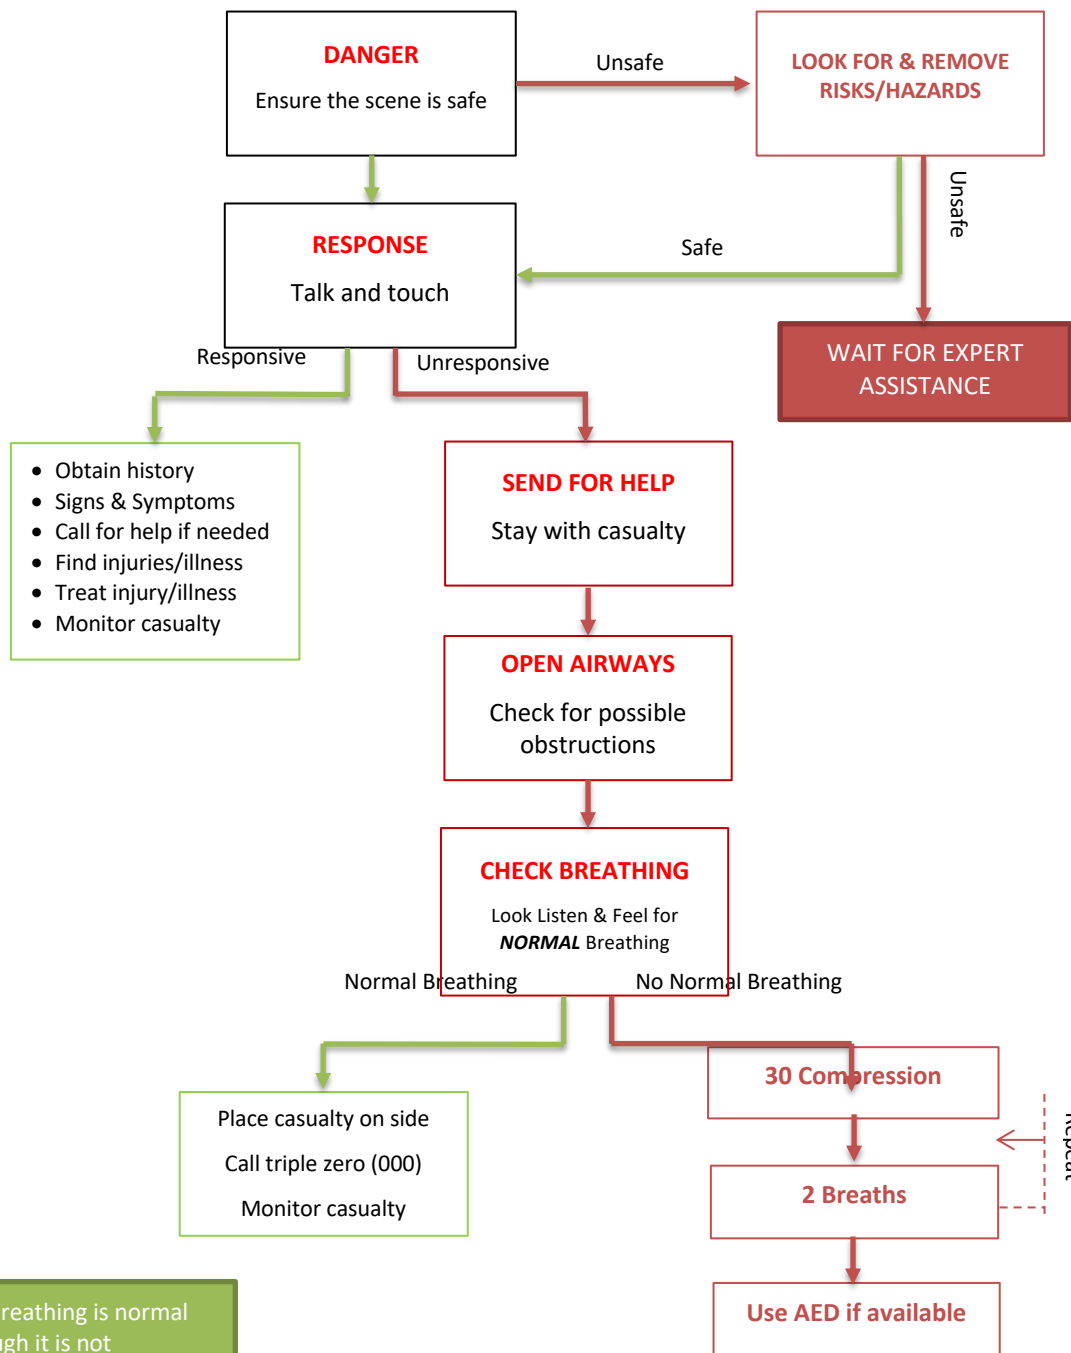 DANGER
Ensure the scene is safe
Unsafe
LOOK FOR & REMOVE
RISKS/HAZARDS
Unsafe
RESPONSE
Talk and touch
Safe
WAIT FOR EXPERT
ASSISTANCE
Responsive
Unresponsive
• Obtain history
• Signs & Symptoms
• Call for help if needed
• Find injuries/illness
• Treat injury/illness
• Monitor casualty
SEND FOR HELP
Stay with casualty
OPEN AIRWAYS
Check for possible
obstructions
CHECK BREATHING
Look Listen & Feel for
NORMAL Breathing
Normal Breathing
No Normal Breathing
Place casualty on side
Call triple zero (000)
Monitor casualty
30 Compression
Repeat
2 Breaths
Use AED if available
reathing is normal
ugh it is not